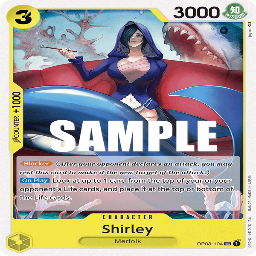 3
3000
知
COUNTER +1000
SAMPLE
Blocker (After your opponent declares an attack, you may
rest this card to make it the new target of the attack.)
On Play Look at up to 1 card from the top of your or your
opponent's Life cards, and place it at the top or bottom of
the Life cards.
CHARACTER
Shirley
Merfolk